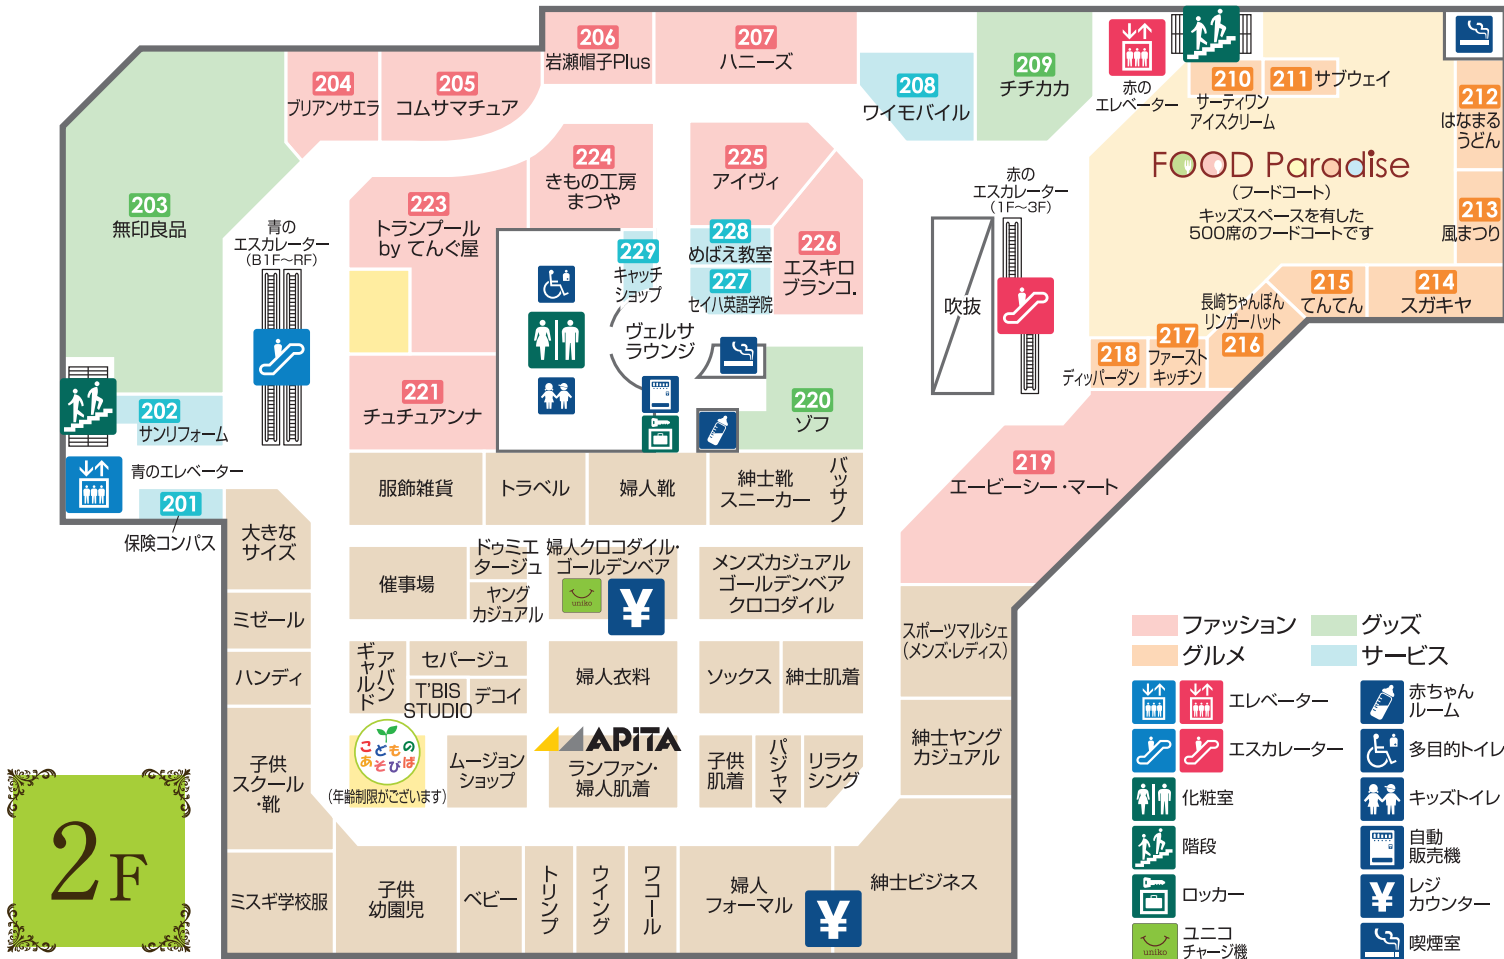 206
岩瀬帽子Plus
207
ハニーズ
204
ブリアンサエラ
205
コムサマチュア
208
ワイモバイル
209
チチカカ
赤の
エレベーター
210
サーティワン
アイスクリーム
211 サブウェイ
212
はなまる
うどん
FOOD Paradise
(フードコート)
キッズスペースを有した
500席のフードコートです
213
風まつり
214
スガキヤ
215
てんてん
長崎ちゃんぽん
リンガーハット
216
217
ファースト
キッチン
218
ディッパーダン
203
無印良品
青の
エスカレーター
(B1F~RF)
223
トランプール
by てんぐ屋
224
きもの工房
まつや
225
アイヴィ
226
エスキロ
ブランコ.
228
めばえ教室
227
セイハ英語学院
229
キャッチ
ショップ
ヴェルサ
ラウンジ
赤の
エスカレーター
(1F~3F)
吹抜
221
チュチュアンナ
220
ゾフ
219
エービーシー・マート
202
サンリフォーム
青のエレベーター
201
保険コンパス
服飾雑貨
トラベル
婦人靴
紳士靴
スニーカー
バッサノ
大きな
サイズ
ミゼール
ハンディ
子供
スクール
・靴
ミスギ学校服
催事場
ドゥミエ
タージュ
ヤング
カジュアル
婦人クロコダイル・
ゴールデンベア
uniko
¥
メンズカジュアル
ゴールデンベア
クロコダイル
アバン
ギャルド
セパージュ
T'BIS
STUDIO
デコイ
婦人衣料
ソックス
紳士肌着
こどもの
あそびば
(年齢制限がございます)
ムージョン
ショップ
APiTA
ランファン・
婦人肌着
子供
肌着
パジャマ
リラク
シング
スポーツマルシェ
(メンズ・レディス)
紳士ヤング
カジュアル
紳士ビジネス
子供
幼園児
ベビー
トリンプ
ウイング
ワコール
婦人
フォーマル
¥
2F
ファッション
グッズ
グルメ
サービス
エレベーター
赤ちゃん
ルーム
エスカレーター
多目的トイレ
化粧室
キッズトイレ
階段
自動
販売機
ロッカー
¥
レジ
カウンター
uniko
ユニコ
チャージ機
喫煙室